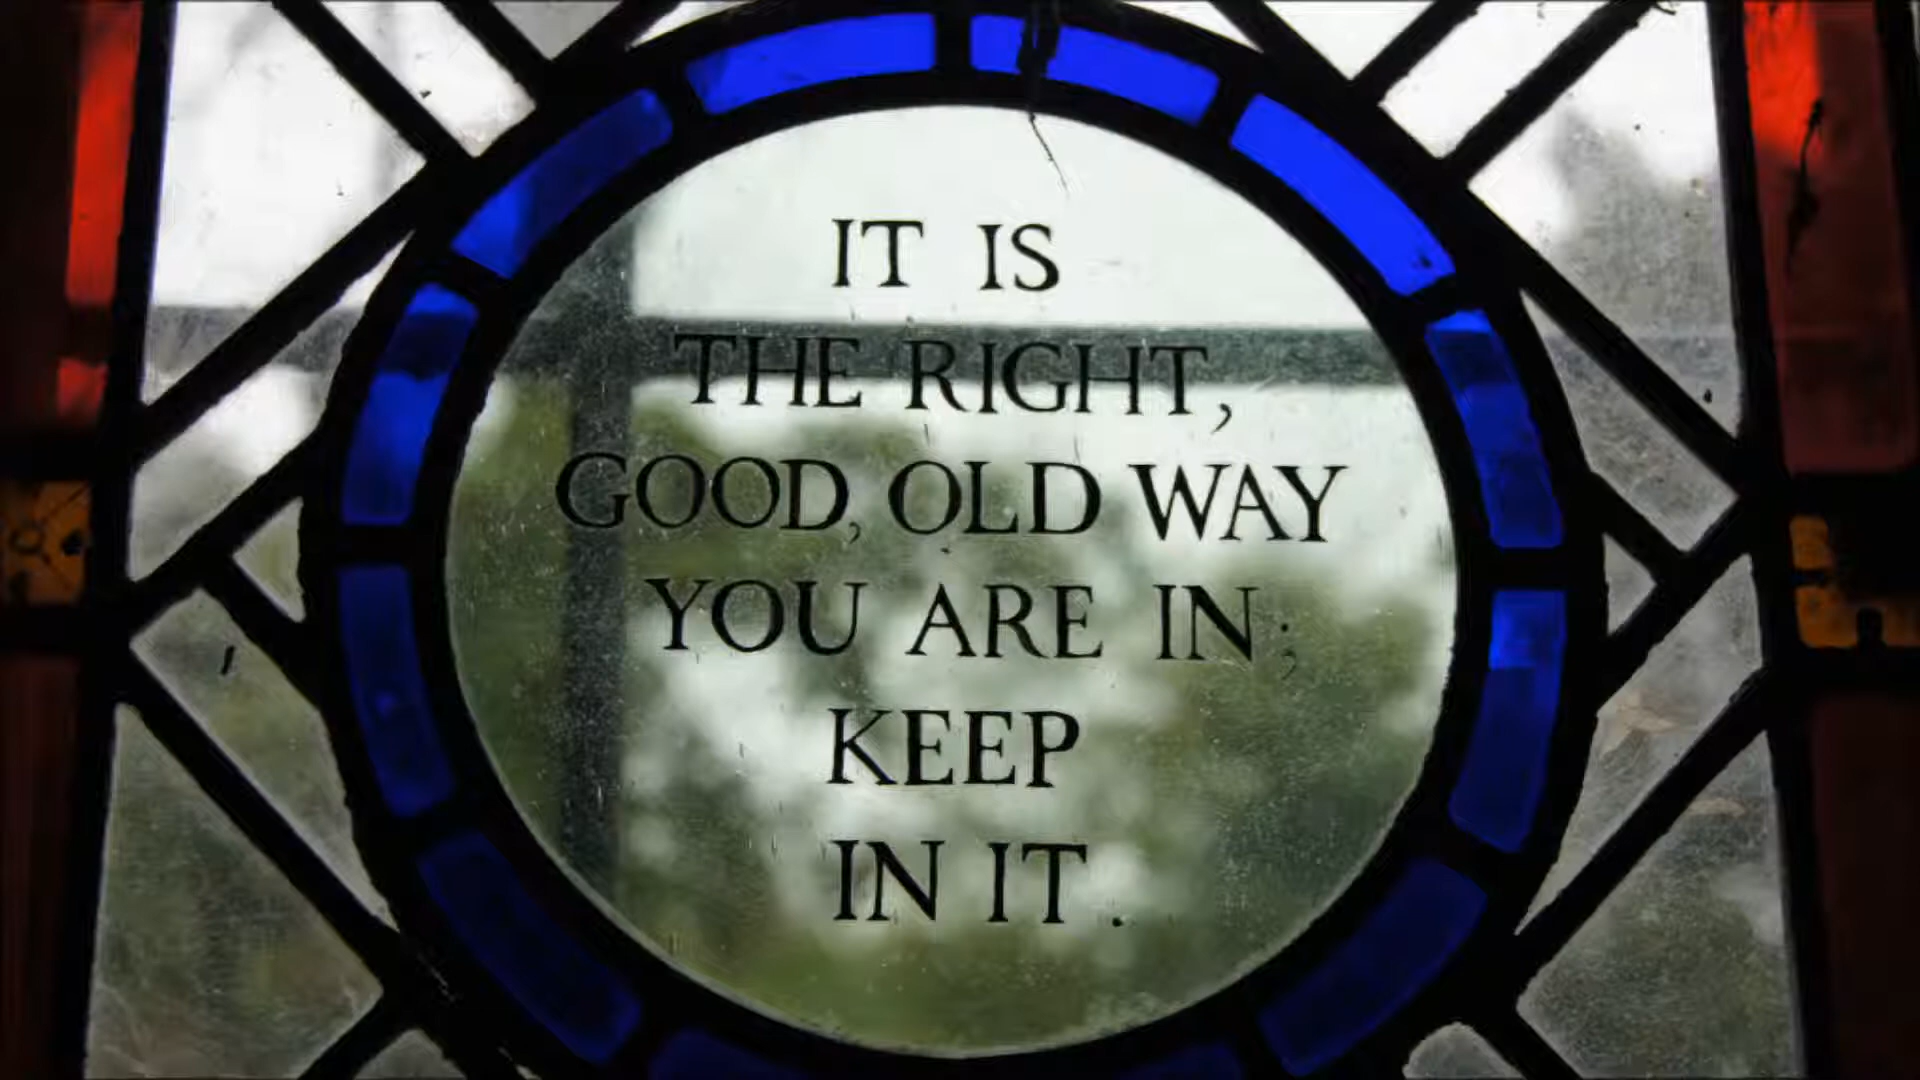 IT IS
THE RIGHT,
GOOD, OLD WAY
YOU ARE IN;
KEEP
IN IT.